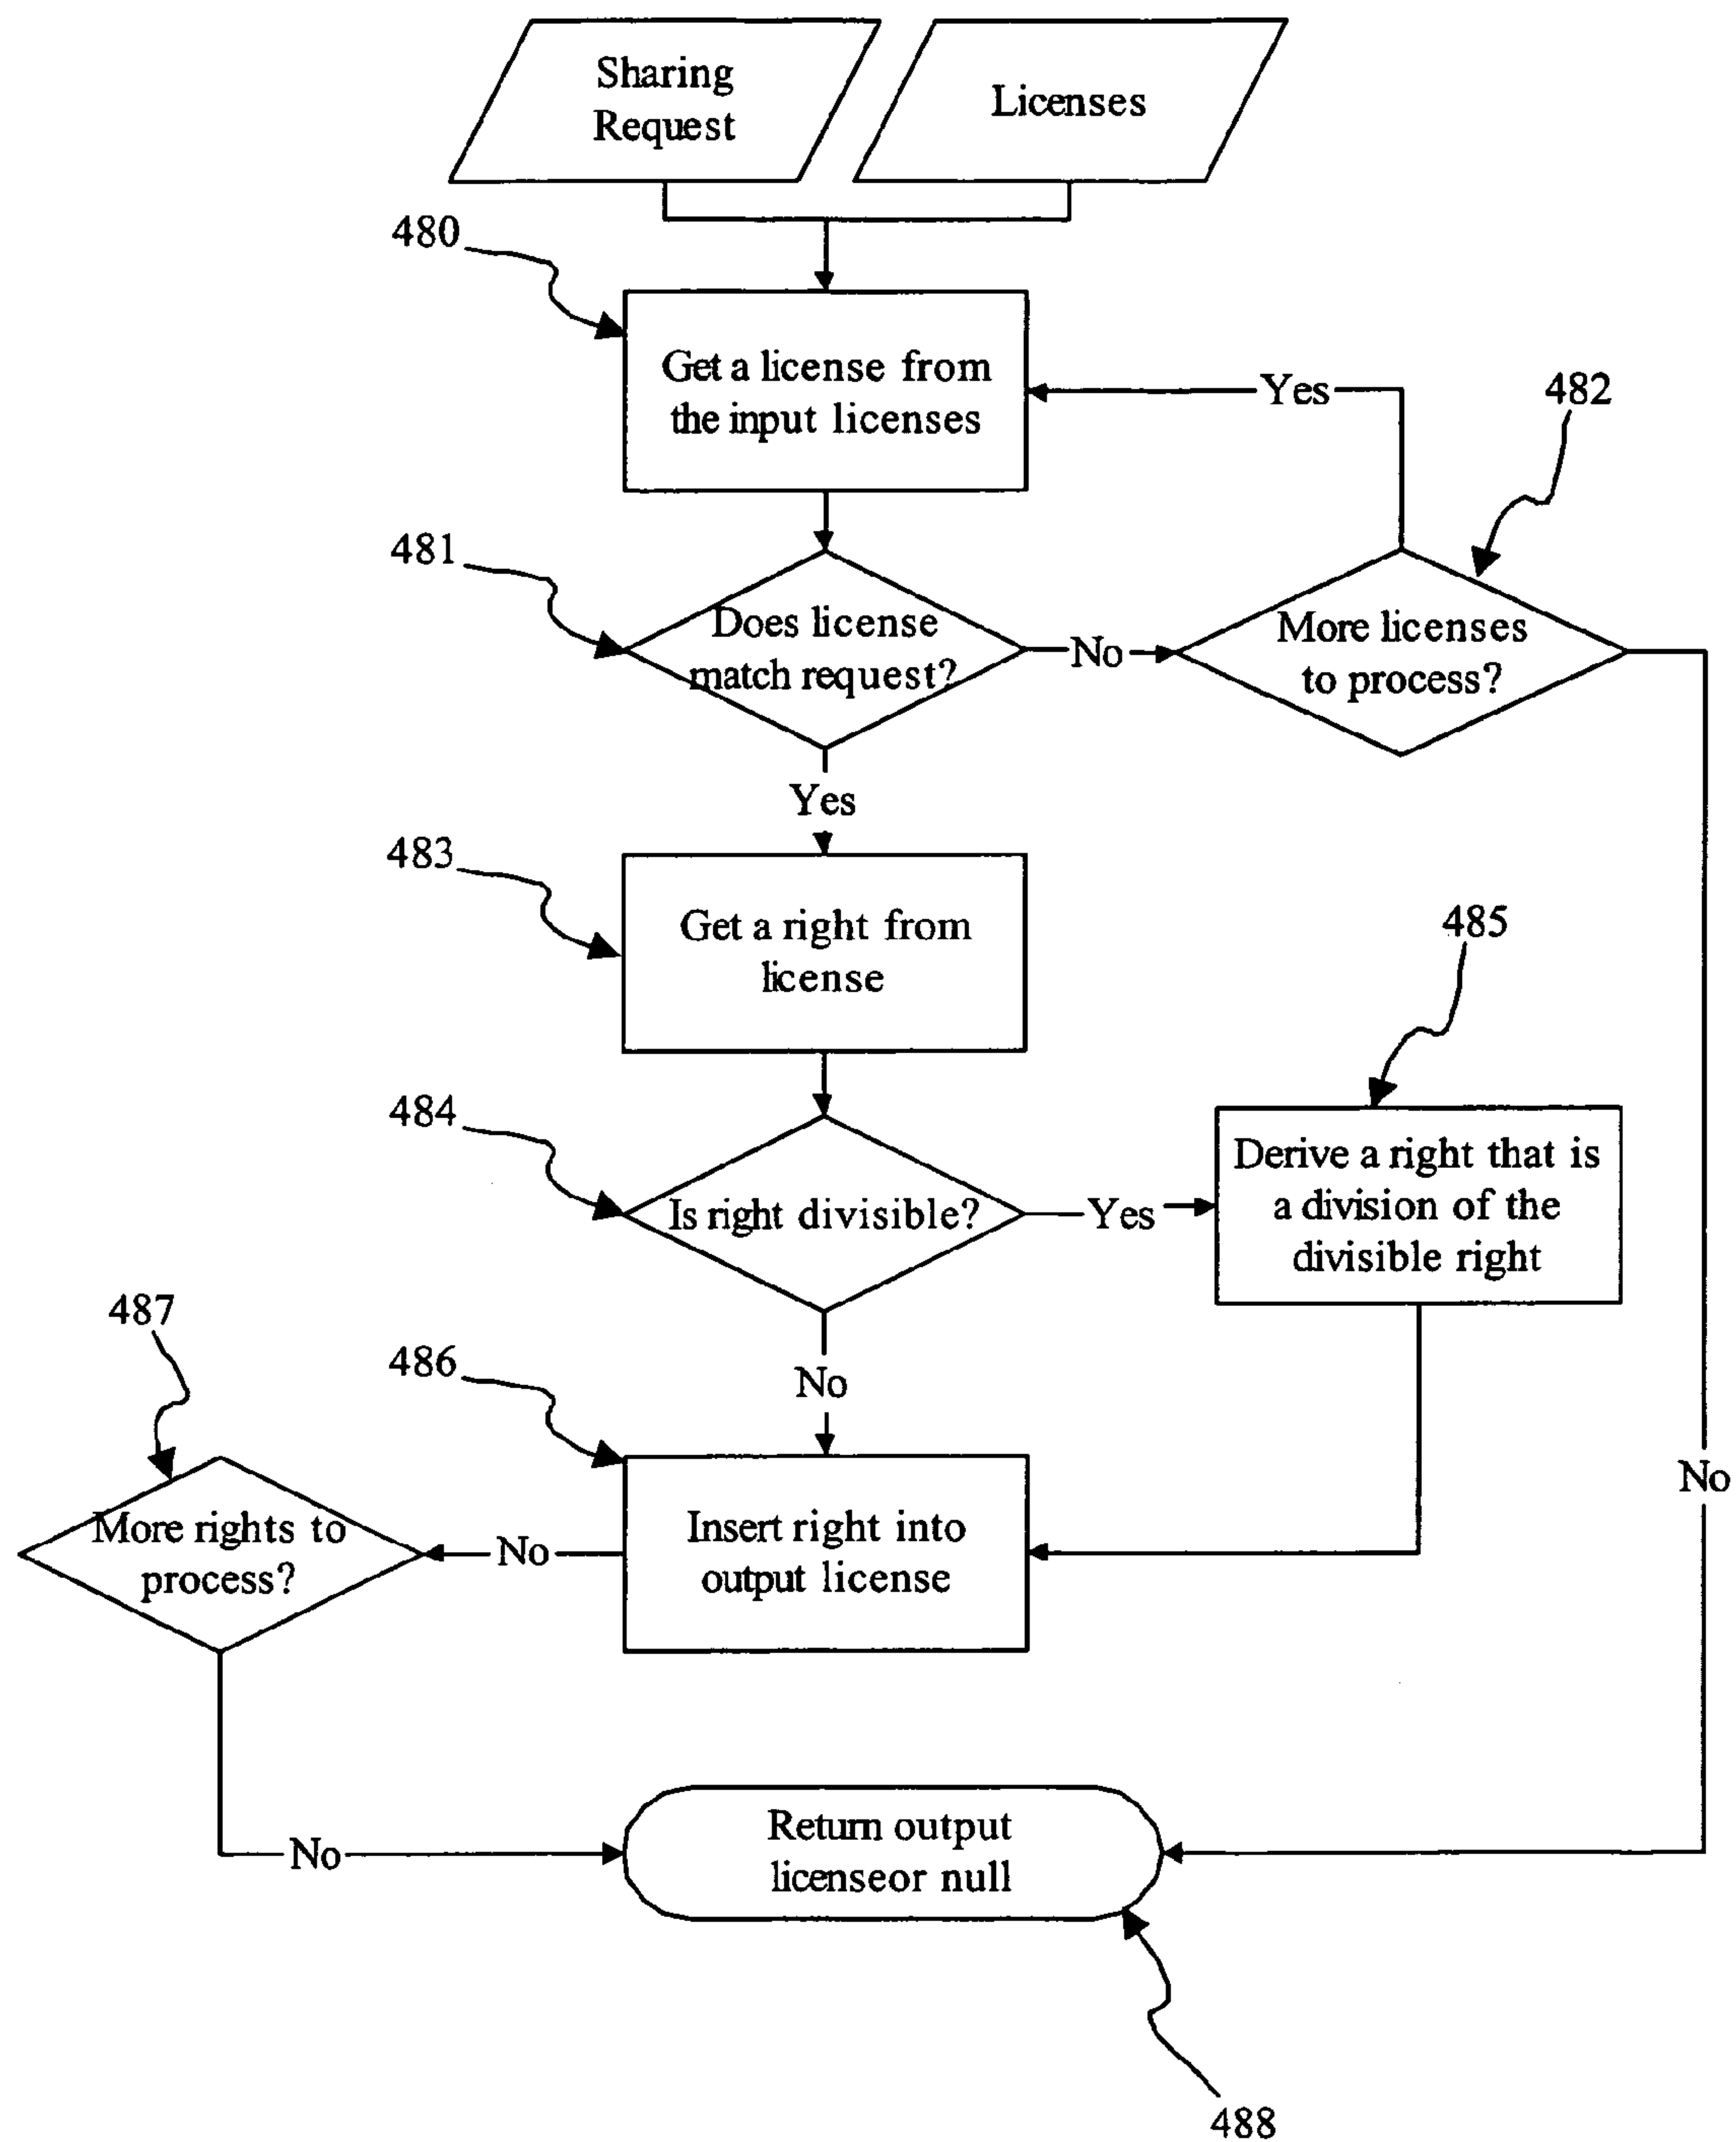 Sharing
Request
Licenses
480
Get a license from
the input licenses
Yes
482
481
Does license
match request?
No
More licenses
to process?
Yes
483
Get a right from
license
485
484
Is right divisible?
Yes
Derive a right that is
a division of the
divisible right
487
486
No
No
More rights to
process?
No
Insert right into
output license
No
Return output
licenseor null
488